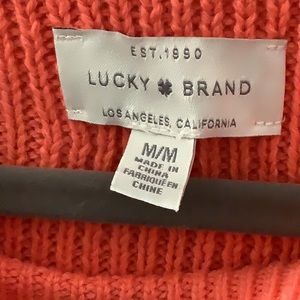 EST.1990
LUCKY ♣ BRAND
LOS ANGELES, CALIFORNIA
M/M
MADE IN
CHINA
FABRIQUÉ EN
CHINE